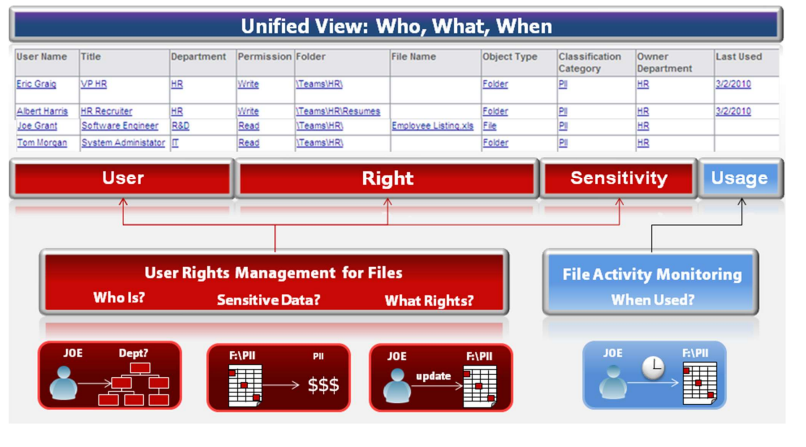 Unified View: Who, What, When
User Name Title Department Permission Folder File Name Object Type Classification Category Owner Department Last Used
Eric Graig VP HR HR Write \Teams\HR\ Folder PII HR 3/2/2010
Albert Harris HR Recruiter HR Write \Teams\HR\Resumes Folder PII HR 3/2/2010
Joe Grant Software Engineer R&D Read \Teams\HR\ Employee Listing.xls File PII HR
Tom Morgan System Administator IT Read \Teams\HR\ Folder PII HR
User Right Sensitivity Usage
User Rights Management for Files
Who Is? Sensitive Data? What Rights?
File Activity Monitoring
When Used?
JOE Dept?
F:\PII PII
$$$
JOE F:\PII
update
JOE F:\PII